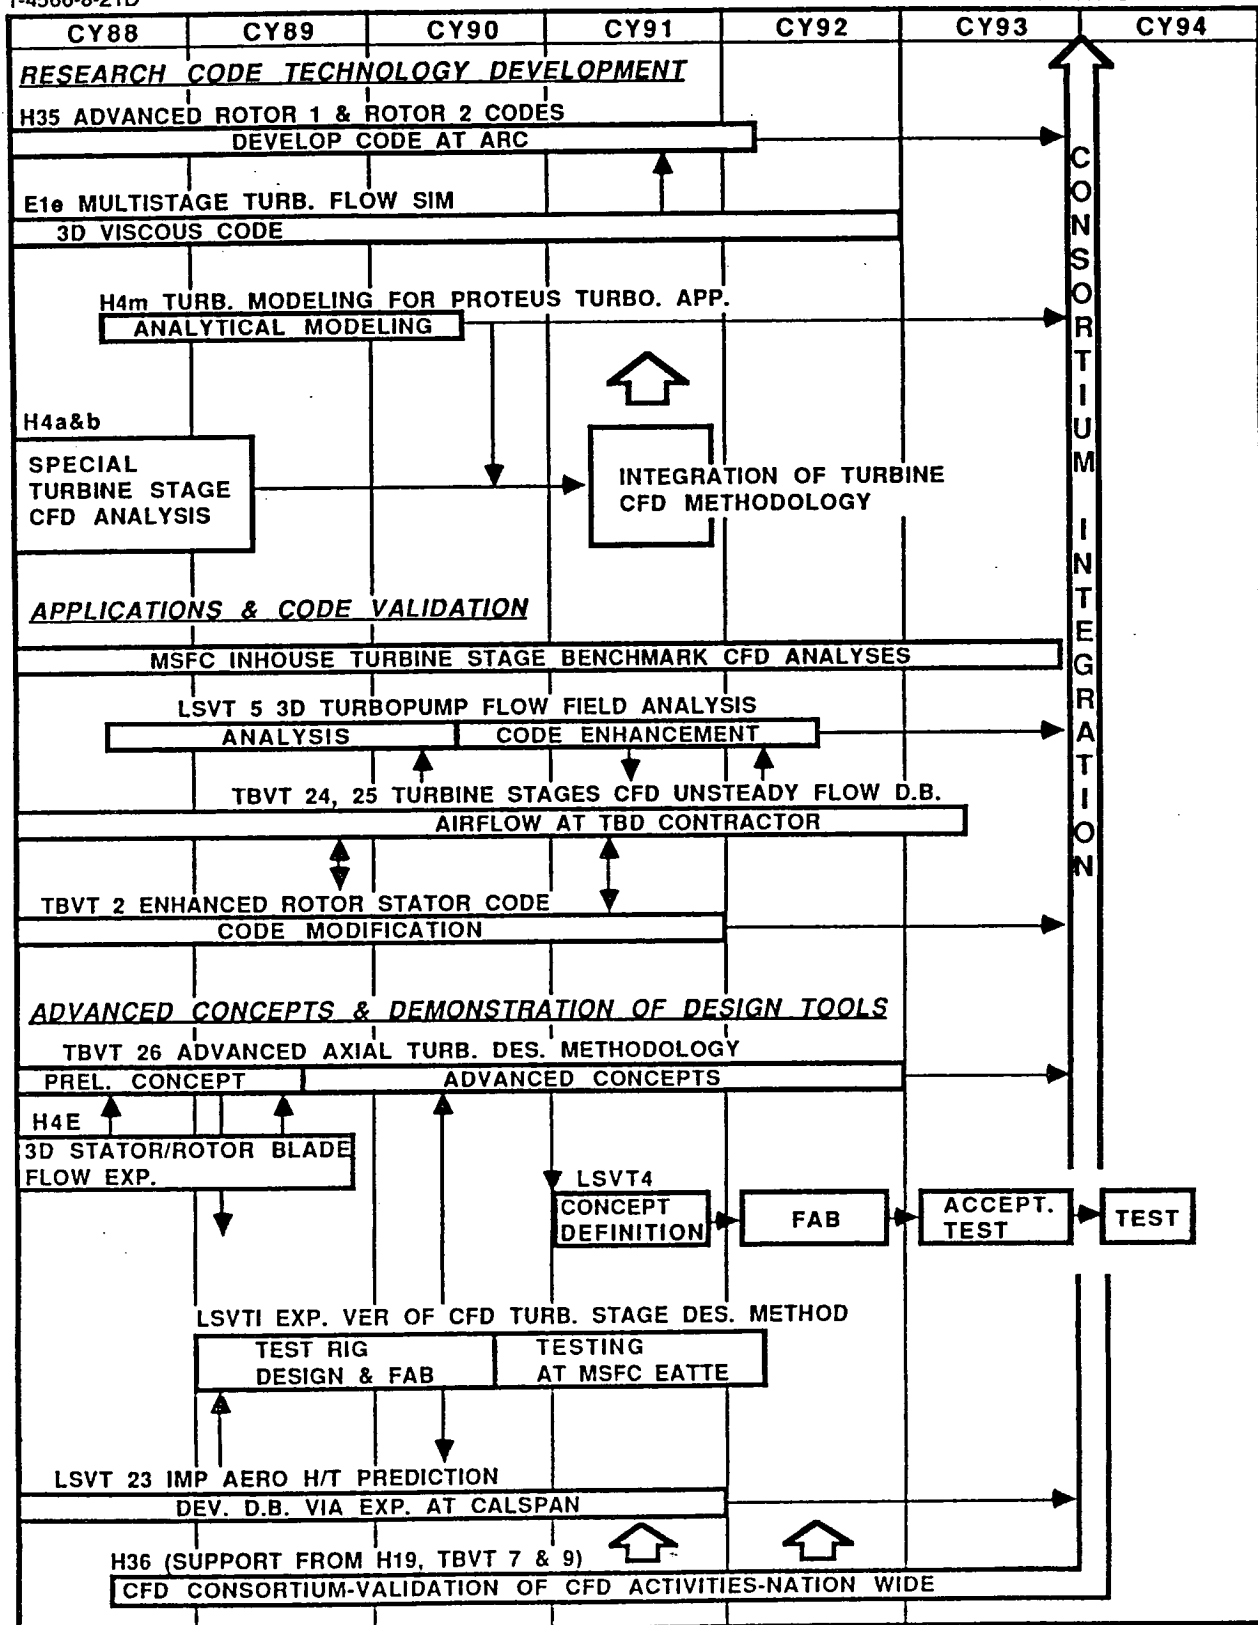 CY88 CY89 CY90 CY91 CY92 CY93 CY94
RESEARCH CODE TECHNOLOGY DEVELOPMENT
H35 ADVANCED ROTOR 1 & ROTOR 2 CODES
DEVELOP CODE AT ARC
E1e MULTISTAGE TURB. FLOW SIM
3D VISCOUS CODE
H4m TURB. MODELING FOR PROTEUS TURBO. APP.
ANALYTICAL MODELING
H4a&b
SPECIAL
TURBINE STAGE
CFD ANALYSIS
INTEGRATION OF TURBINE
CFD METHODOLOGY
CONSORTIUM INTEGRATION
APPLICATIONS & CODE VALIDATION
MSFC INHOUSE TURBINE STAGE BENCHMARK CFD ANALYSES
LSVT 5 3D TURBOPUMP FLOW FIELD ANALYSIS
ANALYSIS CODE ENHANCEMENT
TBVT 24, 25 TURBINE STAGES CFD UNSTEADY FLOW D.B.
AIRFLOW AT TBD CONTRACTOR
TBVT 2 ENHANCED ROTOR STATOR CODE
CODE MODIFICATION
ADVANCED CONCEPTS & DEMONSTRATION OF DESIGN TOOLS
TBVT 26 ADVANCED AXIAL TURB. DES. METHODOLOGY
PREL. CONCEPT ADVANCED CONCEPTS
H4E
3D STATOR/ROTOR BLADE
FLOW EXP.
LSVT4
CONCEPT
DEFINITION
FAB
ACCEPT.
TEST
TEST
LSVTI EXP. VER OF CFD TURB. STAGE DES. METHOD
TEST RIG
DESIGN & FAB
TESTING
AT MSFC EATTE
LSVT 23 IMP AERO H/T PREDICTION
DEV. D.B. VIA EXP. AT CALSPAN
H36 (SUPPORT FROM H19, TBVT 7 & 9)
CFD CONSORTIUM-VALIDATION OF CFD ACTIVITIES-NATION WIDE